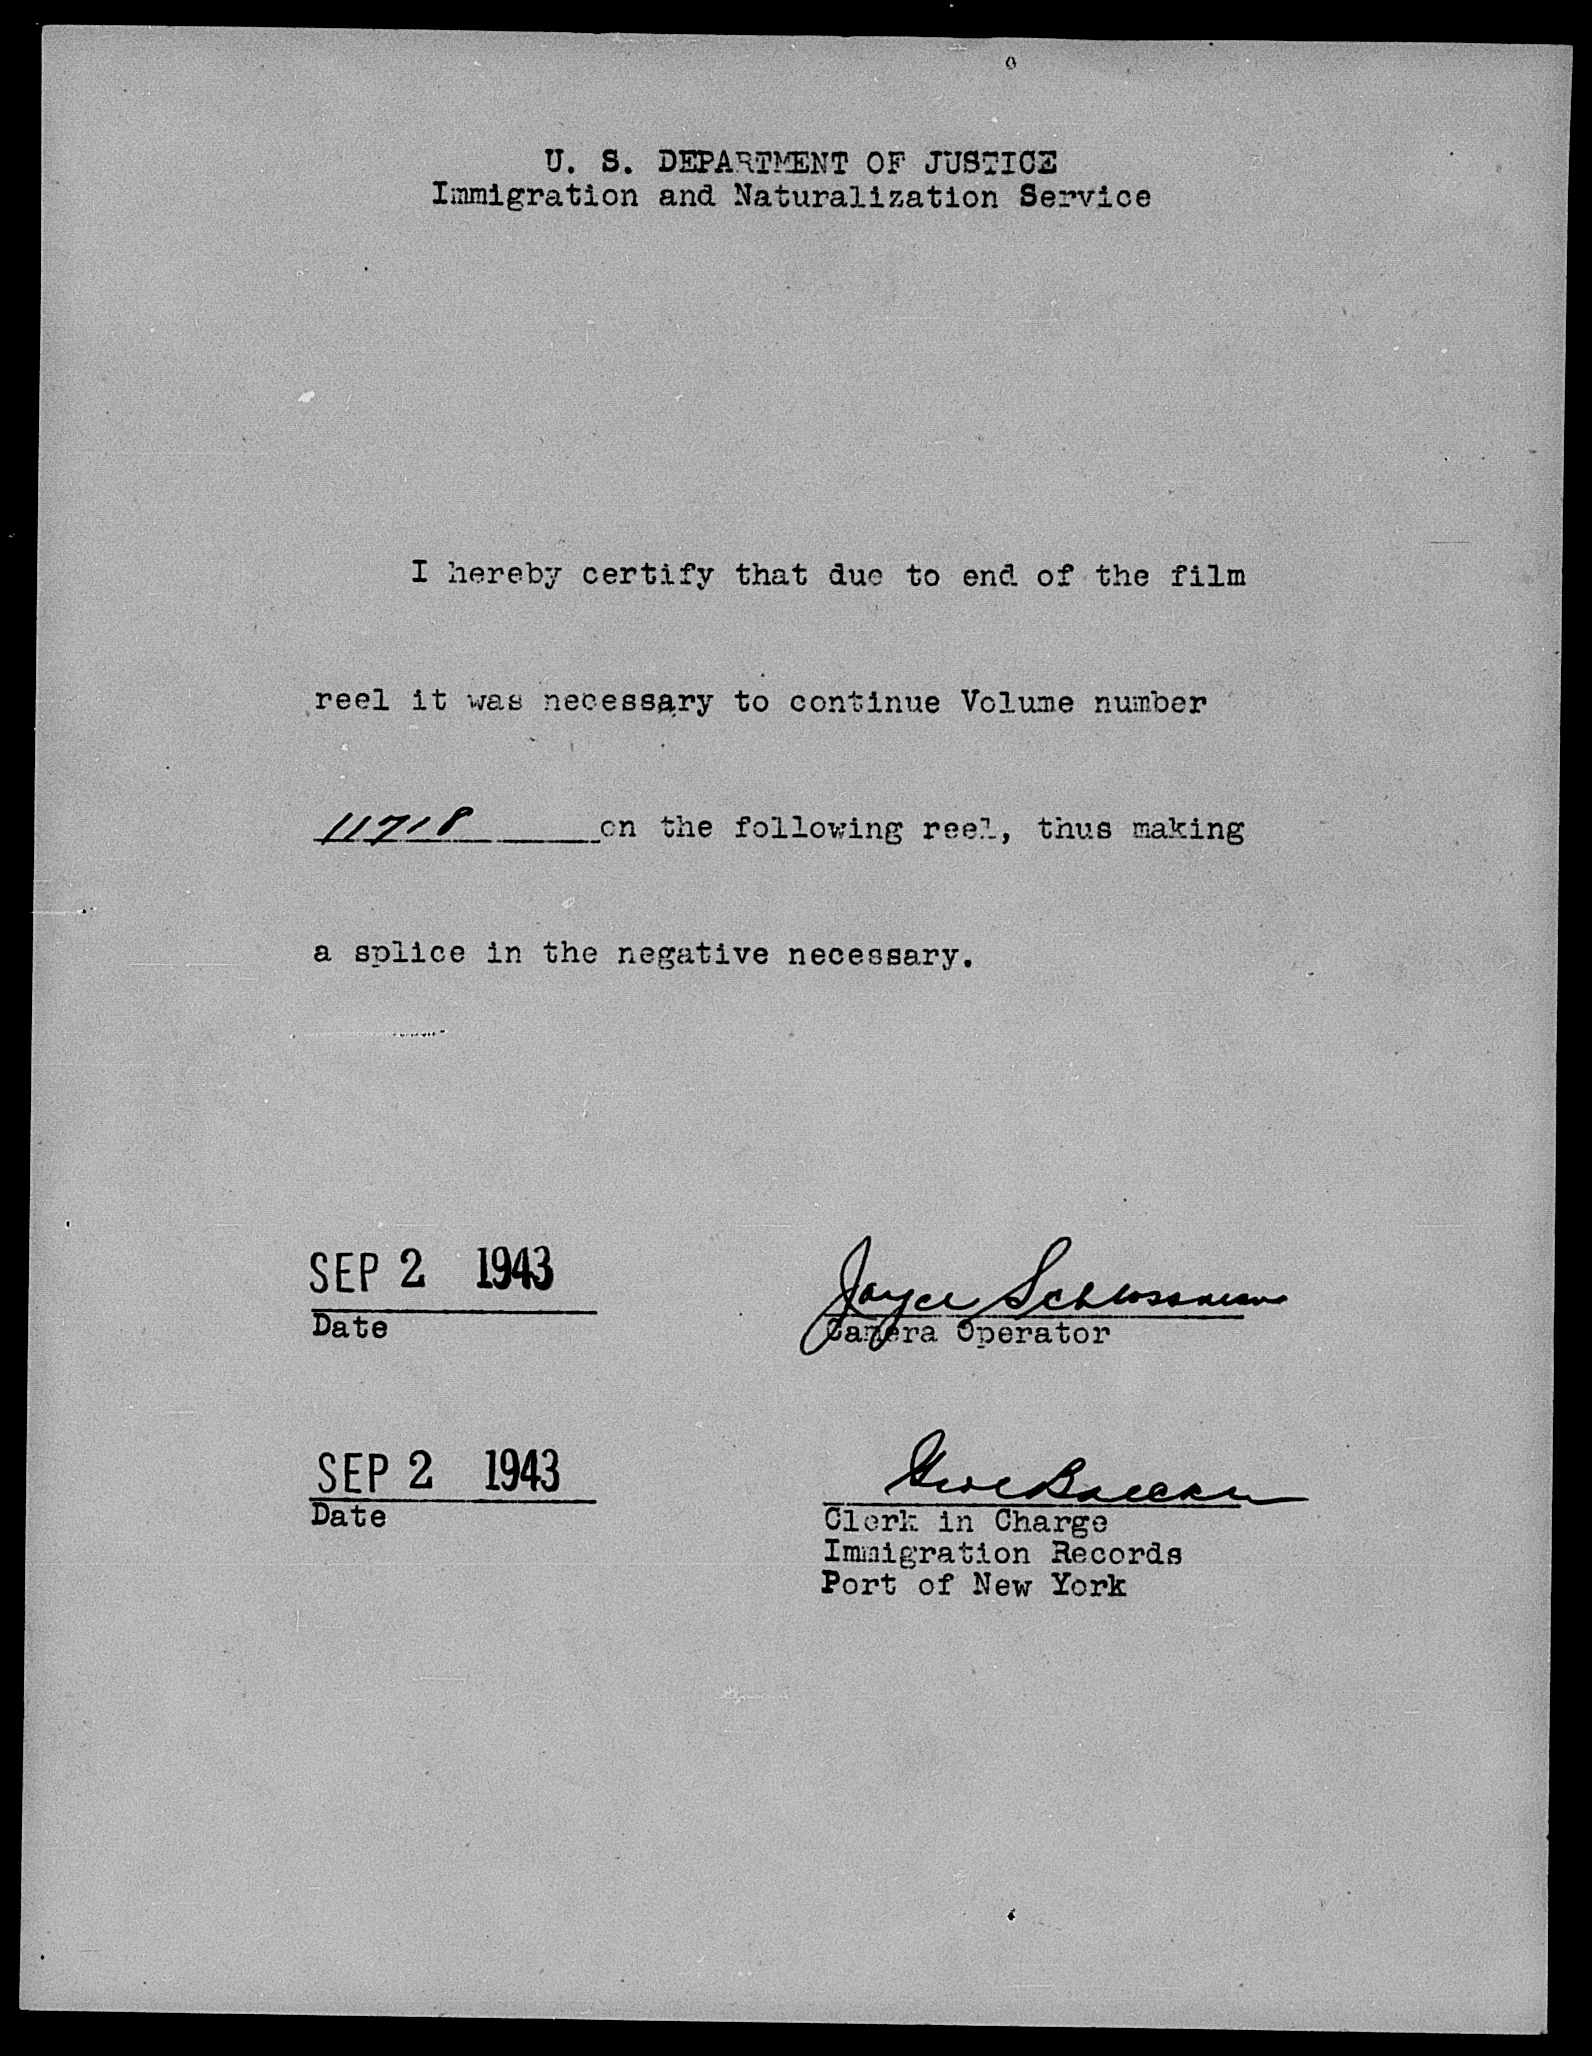 U. S. DEPARTMENT OF JUSTICE
Immigration and Naturalization Service
I hereby certify that due to end of the film
reel it was necessary to continue Volume number
11718 on the following reel, thus making
a splice in the negative necessary.
SEP 2 1943
Date
Joyce Schlossman
Camera Operator
SEP 2 1943
Date
Clerk in Charge
Immigration Records
Port of New York